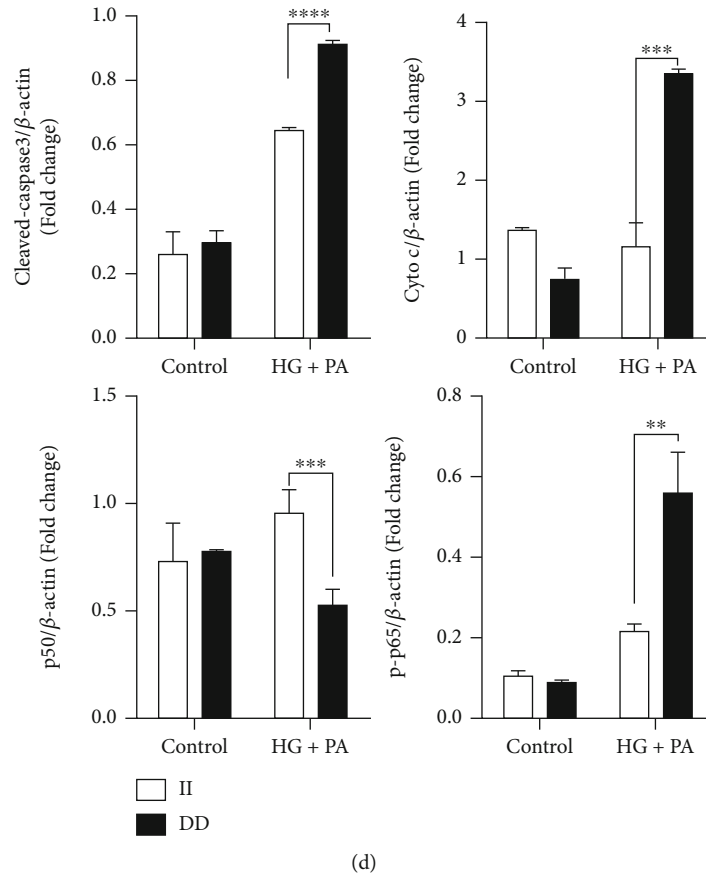 Cleaved-caspase3/β-actin
(Fold change)
1.0
0.8
0.6
0.4
0.2
0.0
****
Control
HG + PA
Cyto c/β-actin (Fold change)
4
3
2
1
0
***
Control
HG + PA
p50/β-actin (Fold change)
1.5
1.0
0.5
0.0
***
Control
HG + PA
p-p65/β-actin (Fold change)
0.8
0.6
0.4
0.2
0.0
**
Control
HG + PA
II
DD
(d)